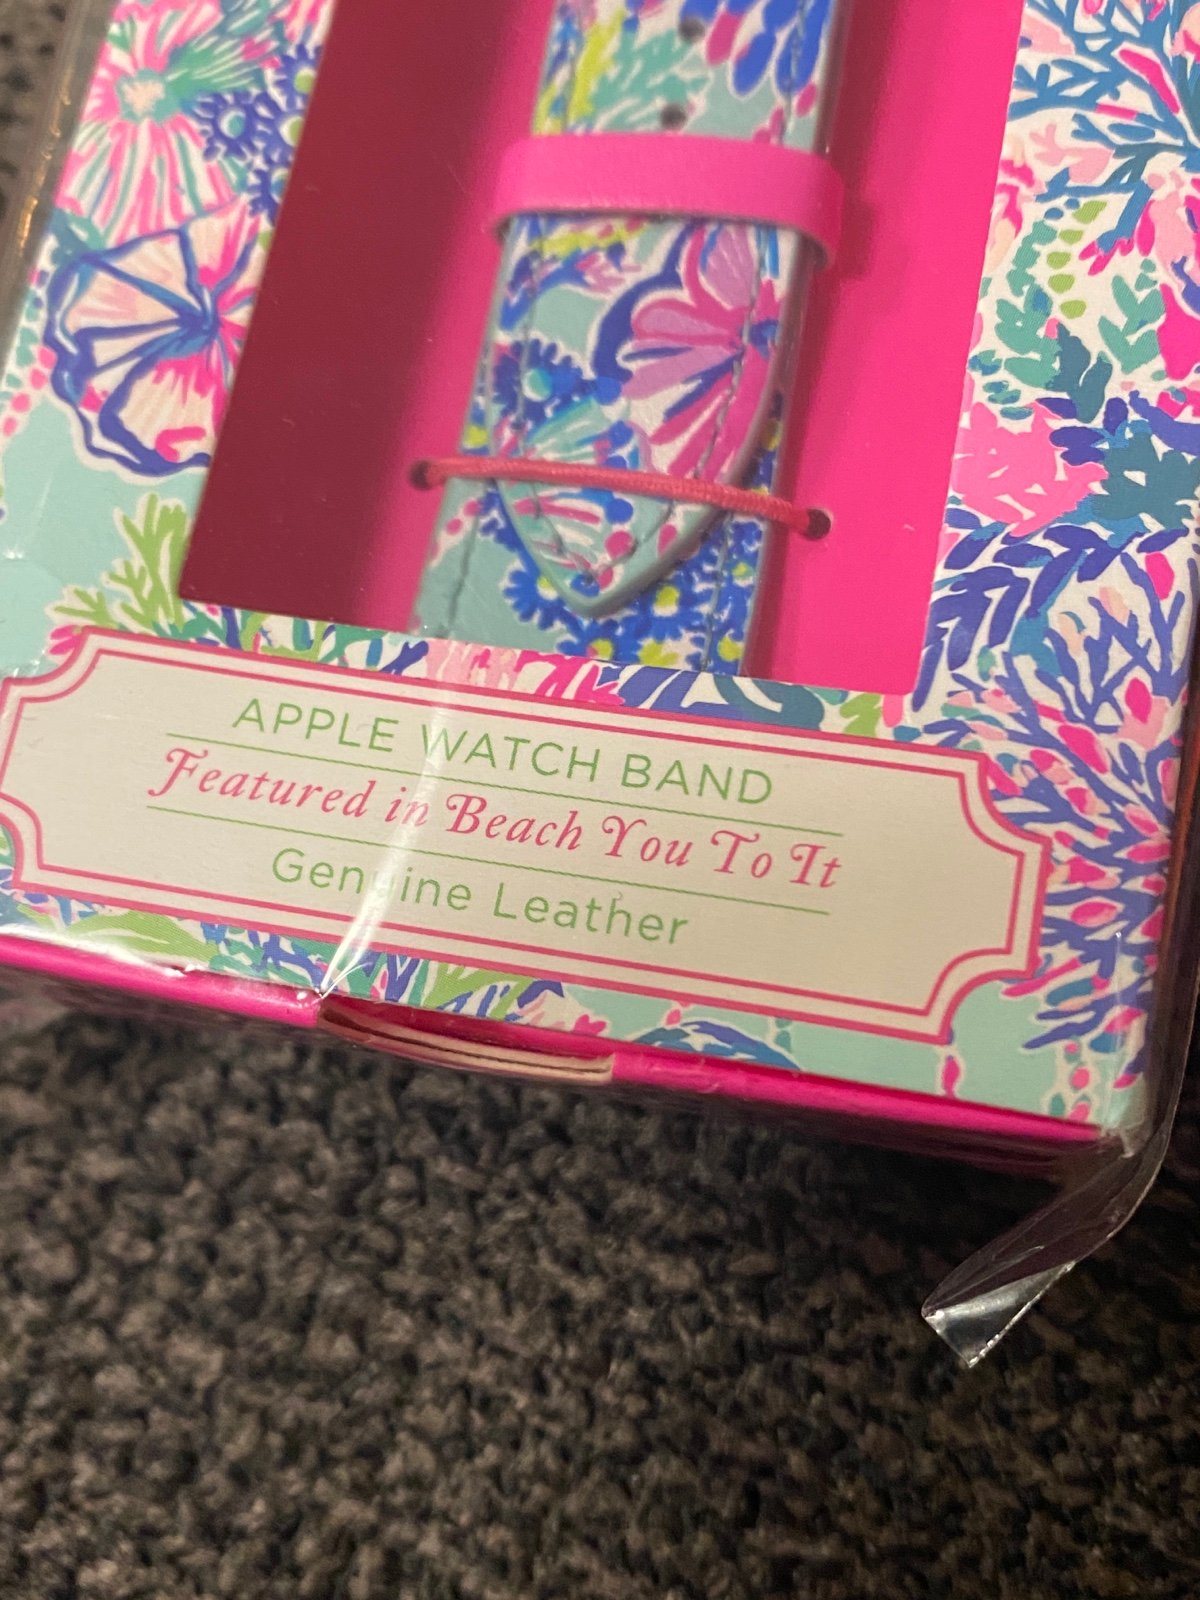 APPLE WATCH BAND
Featured in Beach You To It
Genuine Leather